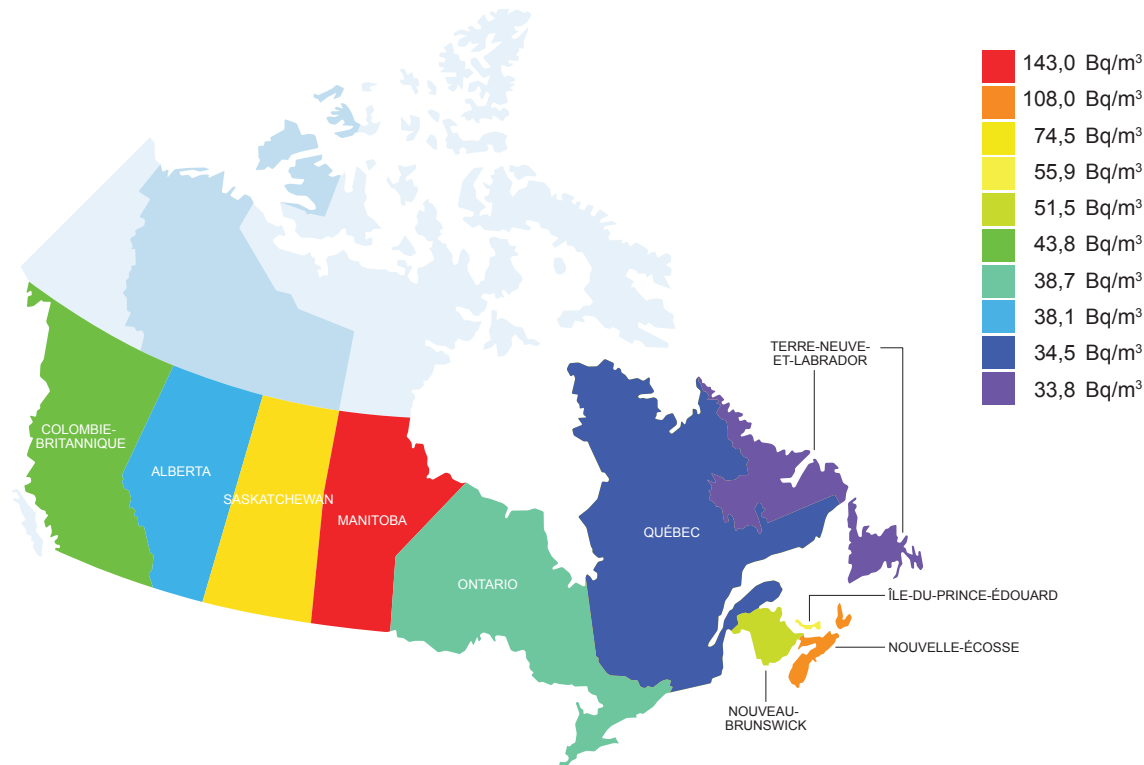 143,0 Bq/m³
108,0 Bq/m³
74,5 Bq/m³
55,9 Bq/m³
51,5 Bq/m³
43,8 Bq/m³
38,7 Bq/m³
38,1 Bq/m³
34,5 Bq/m³
33,8 Bq/m³
TERRE-NEUVE-
ET-LABRADOR
COLOMBIE-
BRITANNIQUE
ALBERTA
SASKATCHEWAN
MANITOBA
ONTARIO
QUÉBEC
ÎLE-DU-PRINCE-ÉDOUARD
NOUVELLE-ÉCOSSE
NOUVEAU-
BRUNSWICK